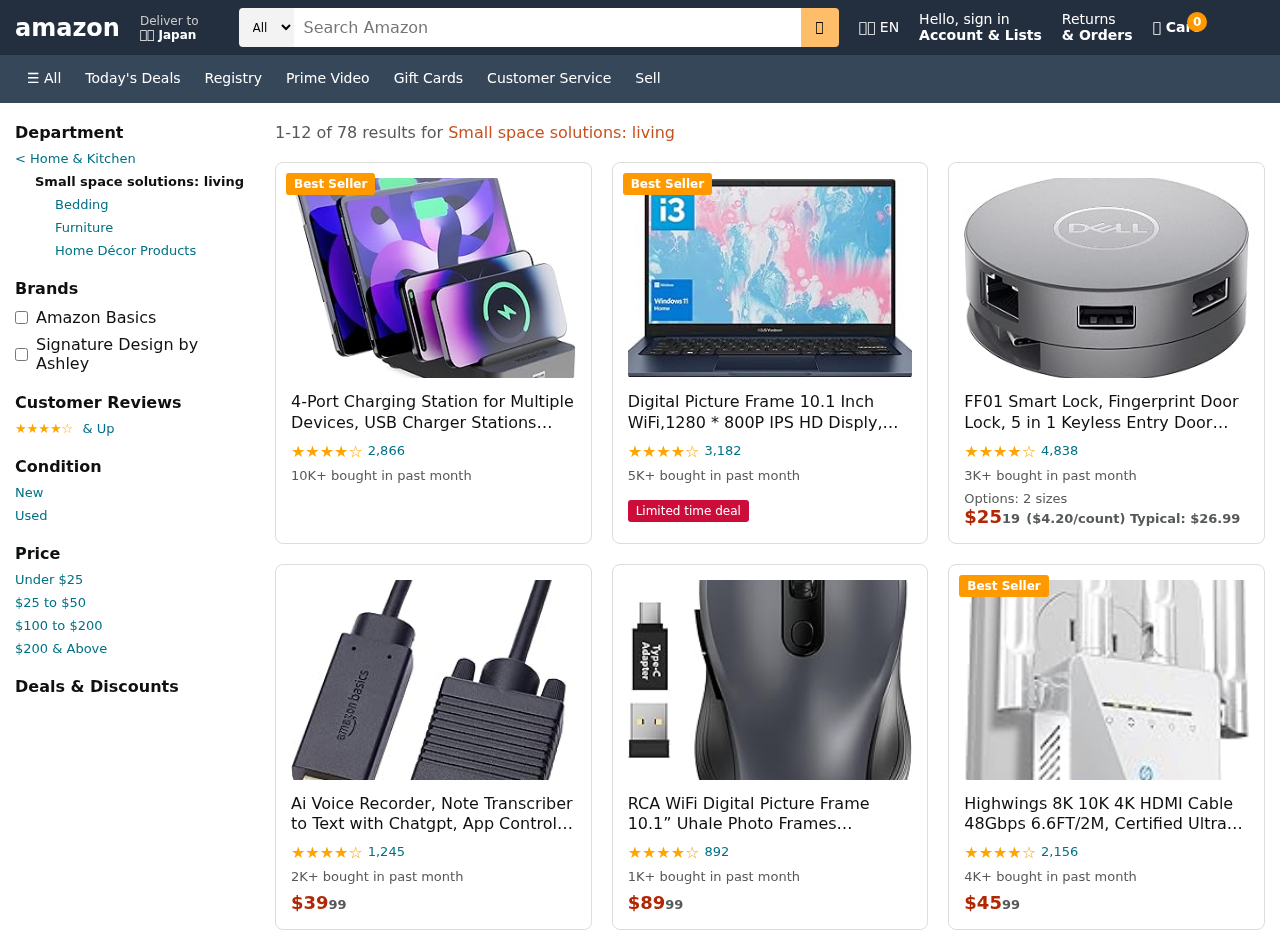 amazon
Deliver to
Japan
All
Search Amazon
EN
Hello, sign in
Account & Lists
Returns
& Orders
0
☰ All
Today's Deals
Registry
Prime Video
Gift Cards
Customer Service
Sell
Department
< Home & Kitchen
Small space solutions: living
Bedding
Furniture
Home Décor Products
Brands
Amazon Basics
Signature Design by
Ashley
Customer Reviews
★★★★☆ & Up
Condition
New
Used
Price
Under $25
$25 to $50
$100 to $200
$200 & Above
Deals & Discounts
1-12 of 78 results for Small space solutions: living
Best Seller
4-Port Charging Station for Multiple
Devices, USB Charger Stations…
★★★★☆ 2,866
10K+ bought in past month
Best Seller
i3
Windows 11
Home
Digital Picture Frame 10.1 Inch
WiFi,1280 * 800P IPS HD Disply,…
★★★★☆ 3,182
5K+ bought in past month
Limited time deal
DELL
FF01 Smart Lock, Fingerprint Door
Lock, 5 in 1 Keyless Entry Door…
★★★★☆ 4,838
3K+ bought in past month
Options: 2 sizes
$25 19 ($4.20/count) Typical: $26.99
amazon basics
Ai Voice Recorder, Note Transcriber
to Text with Chatgpt, App Control…
★★★★☆ 1,245
2K+ bought in past month
$39 99
Type-C
Adapter
RCA WiFi Digital Picture Frame
10.1” Uhale Photo Frames…
★★★★☆ 892
1K+ bought in past month
$89 99
Best Seller
Highwings 8K 10K 4K HDMI Cable
48Gbps 6.6FT/2M, Certified Ultra…
★★★★☆ 2,156
4K+ bought in past month
$45 99